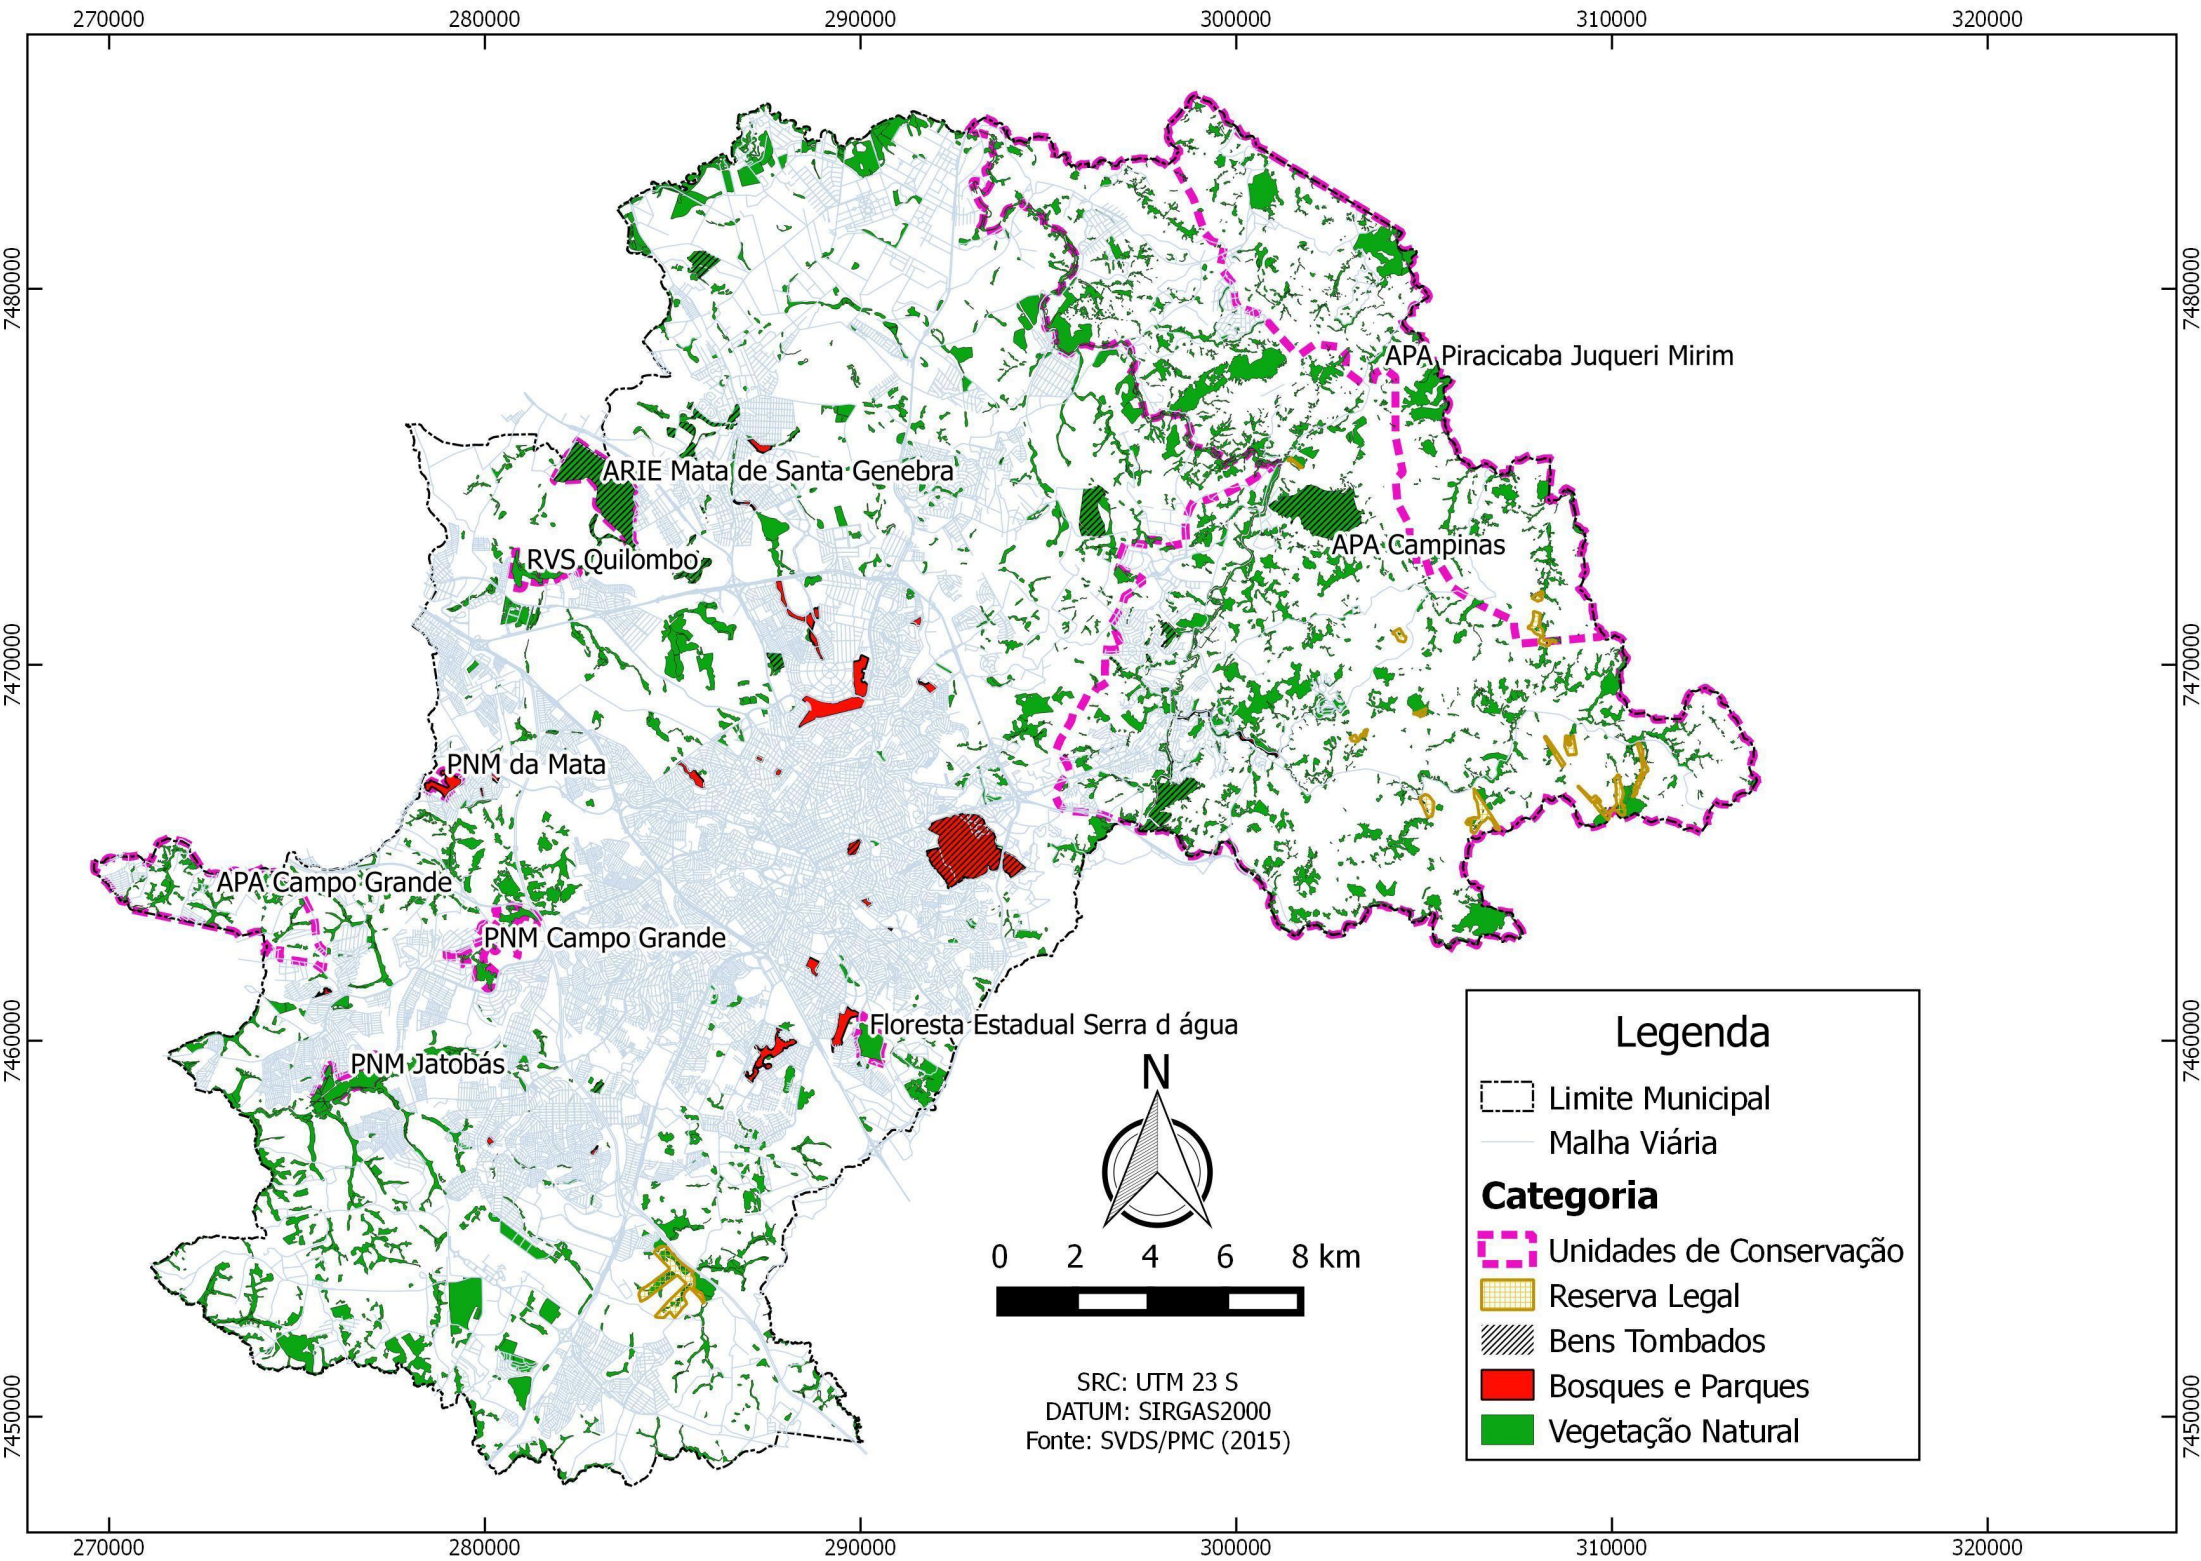 270000 280000 290000 300000 310000 320000
7480000 7480000
APA Piracicaba Juqueri Mirim
ARIE Mata de Santa Genebra
APA Campinas
RVS Quilombo
7470000 7470000
PNM da Mata
APA Campo Grande
PNM Campo Grande
Floresta Estadual Serra d água
7460000 7460000
PNM Jatobás
N
0 2 4 6 8 km
SRC: UTM 23 S
DATUM: SIRGAS2000
Fonte: SVDS/PMC (2015)
Legenda
Limite Municipal
Malha Viária
Categoria
Unidades de Conservação
Reserva Legal
Bens Tombados
Bosques e Parques
Vegetação Natural
7450000 7450000
270000 280000 290000 300000 310000 320000